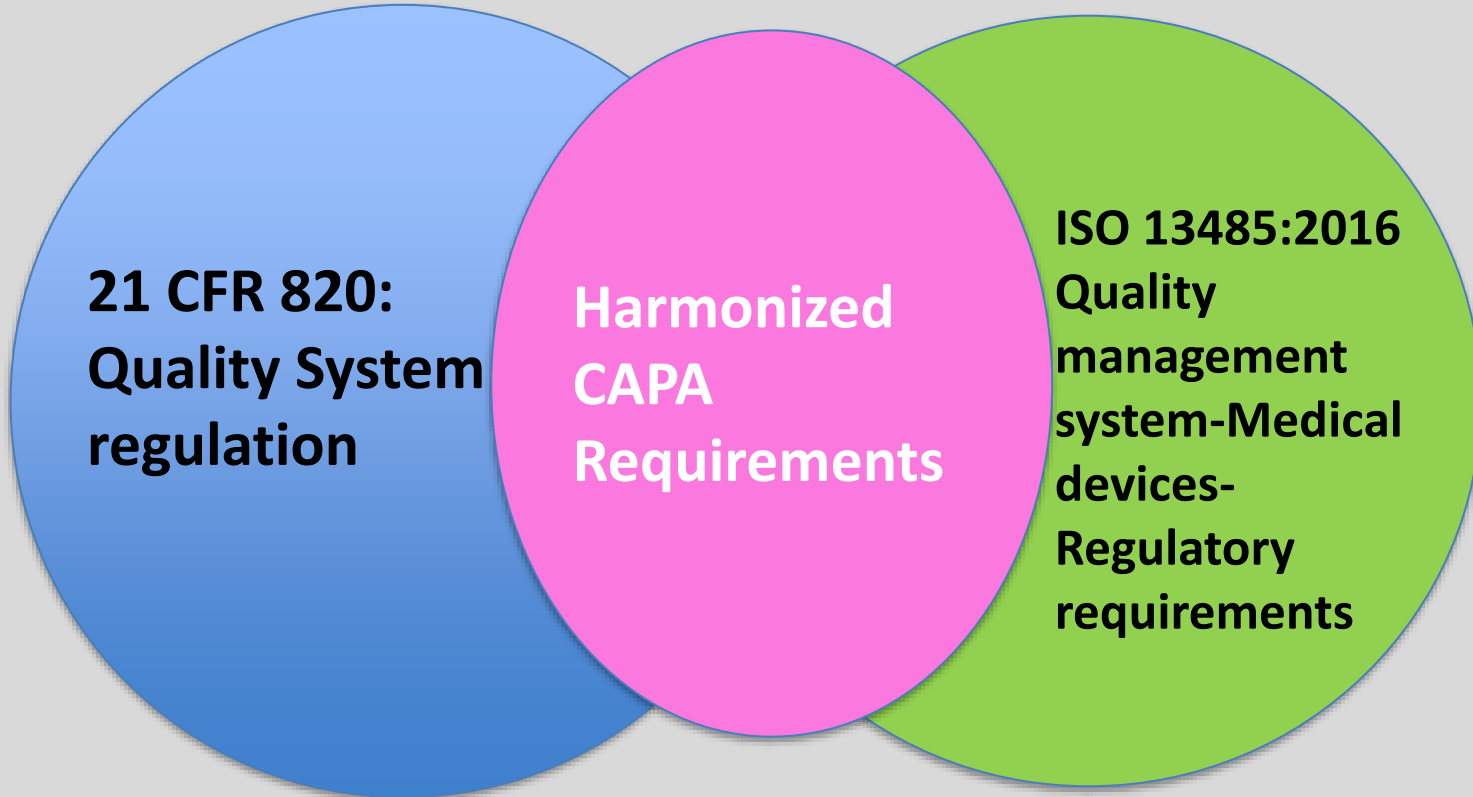 21 CFR 820:
Quality System
regulation
Harmonized
CAPA
Requirements
ISO 13485:2016
Quality
management
system-Medical
devices-
Regulatory
requirements